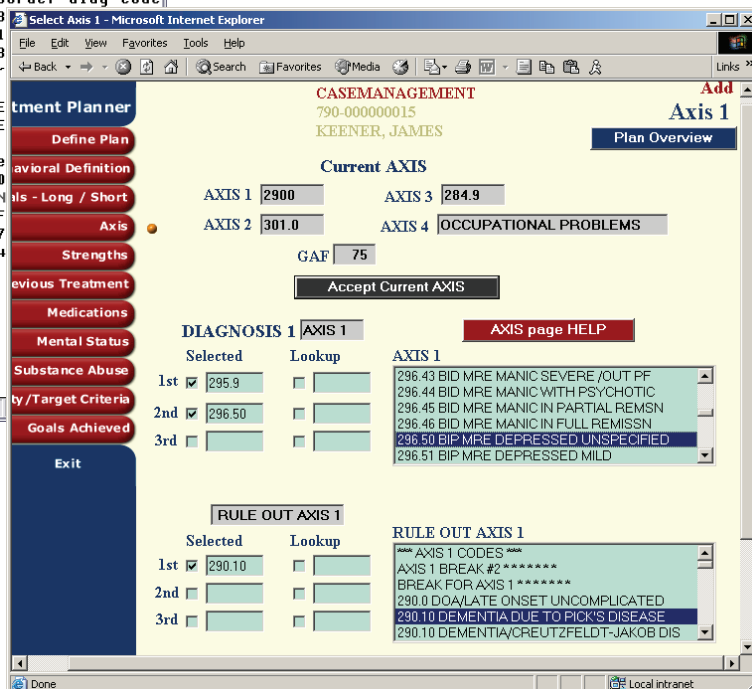 border diag code
Select Axis 1 - Microsoft Internet Explorer
File Edit View Favorites Tools Help
Back Search Favorites Media Links »
CASEMANAGEMENT Add
790-000000015 Axis 1
KEENER, JAMES Plan Overview
tment Planner
Define Plan
avioral Definition
als - Long / Short
Axis
Strengths
evious Treatment
Medications
Mental Status
Substance Abuse
ty / Target Criteria
Goals Achieved
Exit
Current AXIS
AXIS 1 2900 AXIS 3 284.9
AXIS 2 301.0 AXIS 4 OCCUPATIONAL PROBLEMS
GAF 75
Accept Current AXIS
DIAGNOSIS 1 AXIS 1 AXIS page HELP
Selected Lookup AXIS 1
1st 295.9
2nd 296.50
3rd
296.43 BID MRE MANIC SEVERE /OUT PF
296.44 BID MRE MANIC WITH PSYCHOTIC
296.45 BID MRE MANIC IN PARTIAL REMSN
296.46 BID MRE MANIC IN FULL REMISSN
296.50 BIP MRE DEPRESSED UNSPECIFIED
296.51 BIP MRE DEPRESSED MILD
RULE OUT AXIS 1
Selected Lookup RULE OUT AXIS 1
1st 290.10
2nd
3rd
*** AXIS 1 CODES ***
AXIS 1 BREAK #2 *******
BREAK FOR AXIS 1 *******
290.0 DOA/LATE ONSET UNCOMPLICATED
290.10 DEMENTIA DUE TO PICK'S DISEASE
290.10 DEMENTIA/CREUTZFELDT-JAKOB DIS
Done Local intranet